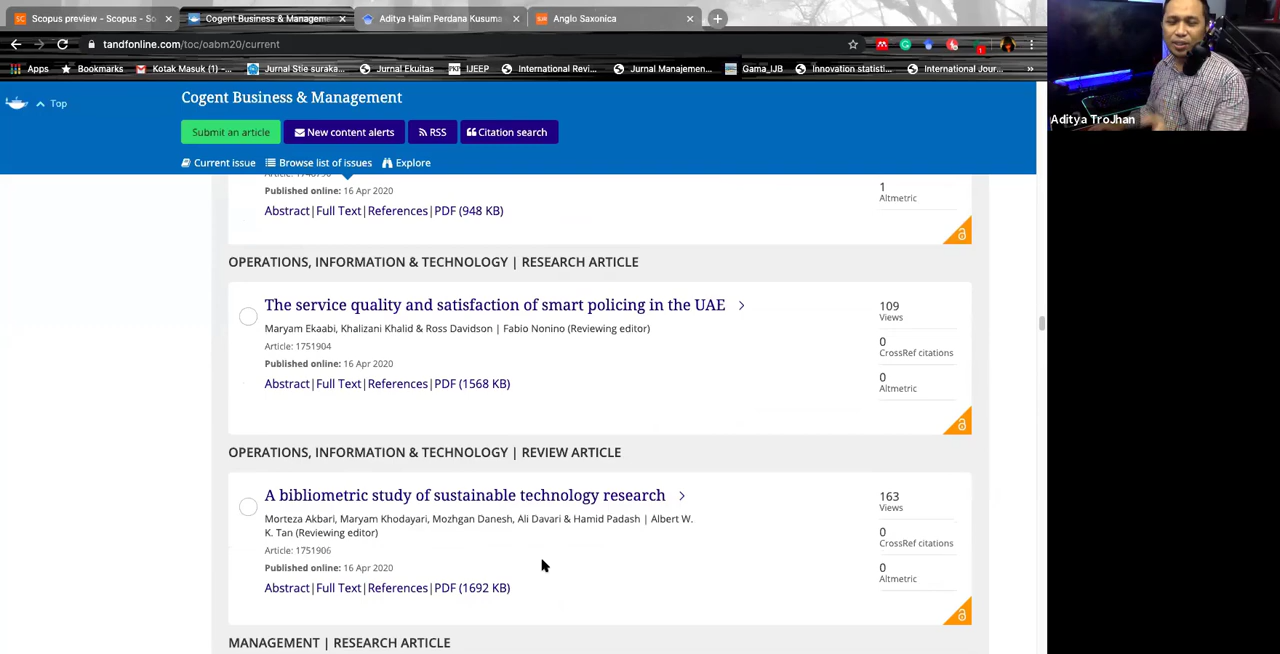 Scopus preview - Scopus - So
Cogent Business & Managemen
Aditya Halim Perdana Kusuma
Anglo Saxonica
tandfonline.com/toc/oabm20/current
Apps
Bookmarks
Kotak Masuk (1) -...
Jurnal Stie suraka...
Jurnal Ekuitas
IJEEP
International Revi...
Jurnal Manajemen...
Gama_IJB
Innovation statisti...
International Jour...
Top
Cogent Business & Management
Submit an article
New content alerts
RSS
Citation search
Current issue
Browse list of issues
Explore
Aditya TroJhan
Published online: 16 Apr 2020
Abstract|Full Text|References|PDF (948 KB)
1
Altmetric
OPERATIONS, INFORMATION & TECHNOLOGY | RESEARCH ARTICLE
The service quality and satisfaction of smart policing in the UAE
Maryam Ekaabi, Khalizani Khalid & Ross Davidson | Fabio Nonino (Reviewing editor)
Article: 1751904
Published online: 16 Apr 2020
Abstract|Full Text|References|PDF (1568 KB)
109
Views
0
CrossRef citations
0
Altmetric
OPERATIONS, INFORMATION & TECHNOLOGY | REVIEW ARTICLE
A bibliometric study of sustainable technology research
Morteza Akbari, Maryam Khodayari, Mozhgan Danesh, Ali Davari & Hamid Padash | Albert W.
K. Tan (Reviewing editor)
Article: 1751906
Published online: 16 Apr 2020
Abstract|Full Text|References|PDF (1692 KB)
163
Views
0
CrossRef citations
0
Altmetric
MANAGEMENT | RESEARCH ARTICLE